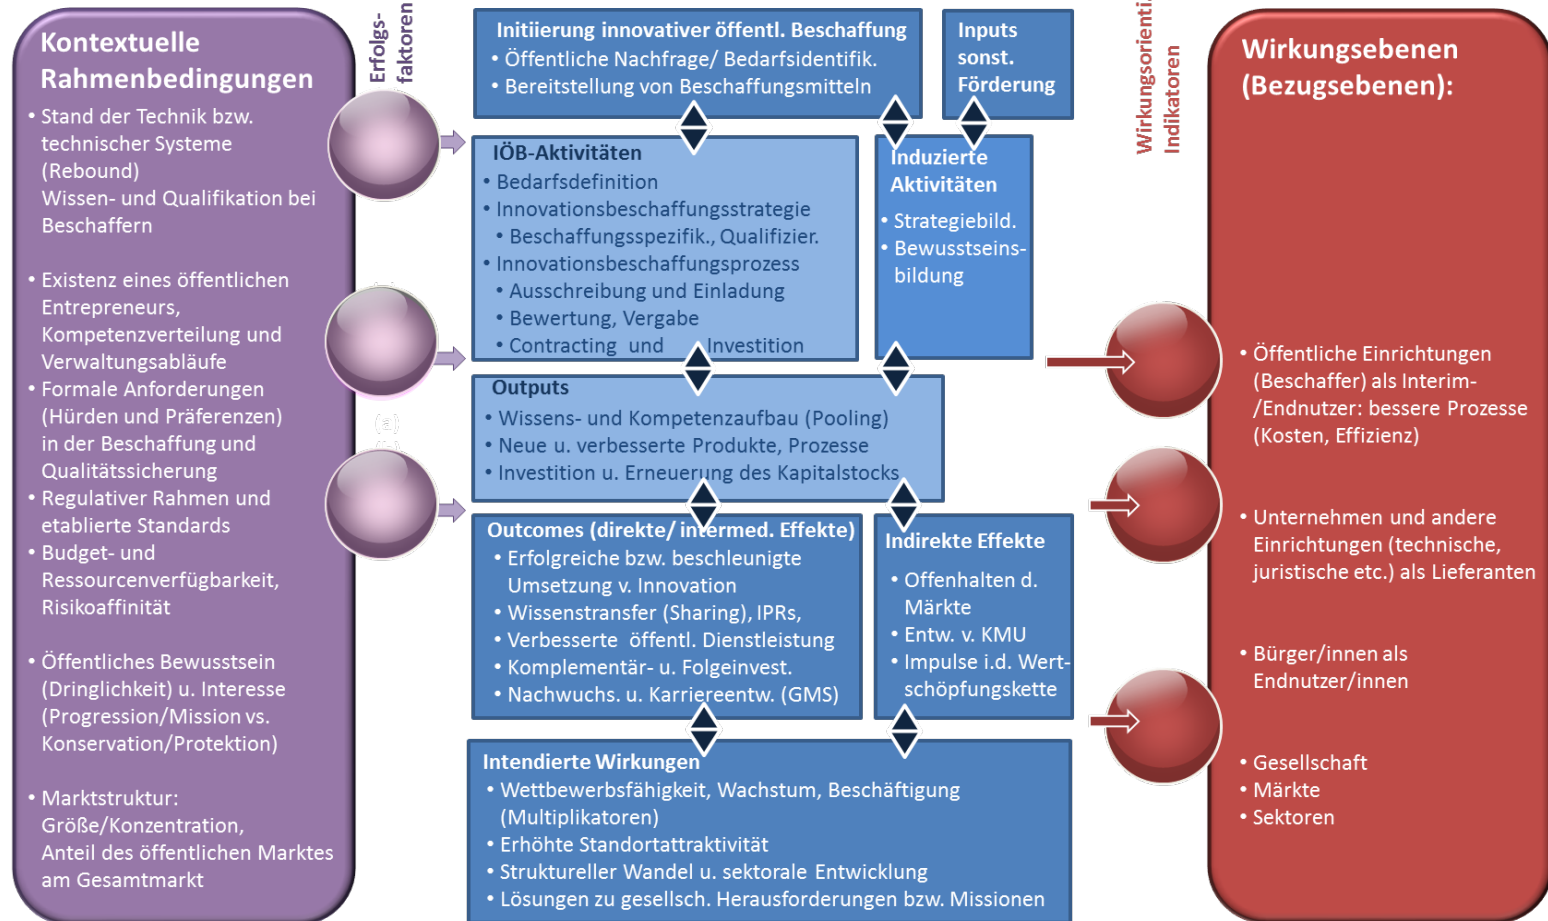 Kontextuelle
Rahmenbedingungen
• Stand der Technik bzw.
technischer Systeme
(Rebound)
Wissen- und Qualifikation bei
Beschaffern
• Existenz eines öffentlichen
Entrepreneurs,
Kompetenzverteilung und
Verwaltungsabläufe
• Formale Anforderungen
(Hürden und Präferenzen)
in der Beschaffung und
Qualitätssicherung
• Regulativer Rahmen und
etablierte Standards
• Budget- und
Ressourcenverfügbarkeit,
Risikoaffinität
• Öffentliches Bewusstsein
(Dringlichkeit) u. Interesse
(Progression/Mission vs.
Konservation/Protektion)
• Marktstruktur:
Größe/Konzentration,
Anteil des öffentlichen Marktes
am Gesamtmarkt
Erfolgs-
faktoren
(a)
Initiierung innovativer öffentl. Beschaffung
• Öffentliche Nachfrage/ Bedarfsidentifik.
• Bereitstellung von Beschaffungsmitteln
Inputs
sonst.
Förderung
IÖB-Aktivitäten
• Bedarfsdefinition
• Innovationsbeschaffungsstrategie
• Beschaffungsspezifik., Qualifizier.
• Innovationsbeschaffungsprozess
• Ausschreibung und Einladung
• Bewertung, Vergabe
• Contracting und Investition
Induzierte
Aktivitäten
• Strategiebild.
• Bewusstseins-
bildung
Outputs
• Wissens- und Kompetenzaufbau (Pooling)
• Neue u. verbesserte Produkte, Prozesse
• Investition u. Erneuerung des Kapitalstocks
Outcomes (direkte/ intermed. Effekte)
• Erfolgreiche bzw. beschleunigte
Umsetzung v. Innovation
• Wissenstransfer (Sharing), IPRs,
• Verbesserte öffentl. Dienstleistung
• Komplementär- u. Folgeinvest.
• Nachwuchs. u. Karriereentw. (GMS)
Indirekte Effekte
• Offenhalten d.
Märkte
• Entw. v. KMU
• Impulse i.d. Wert-
schöpfungskette
Intendierte Wirkungen
• Wettbewerbsfähigkeit, Wachstum, Beschäftigung
(Multiplikatoren)
• Erhöhte Standortattraktivität
• Struktureller Wandel u. sektorale Entwicklung
• Lösungen zu gesellsch. Herausforderungen bzw. Missionen
Indikatoren
Wirkungsebenen
(Bezugsebenen):
• Öffentliche Einrichtungen
(Beschaffer) als Interim-
/Endnutzer: bessere Prozesse
(Kosten, Effizienz)
• Unternehmen und andere
Einrichtungen (technische,
juristische etc.) als Lieferanten
• Bürger/innen als
Endnutzer/innen
• Gesellschaft
• Märkte
• Sektoren